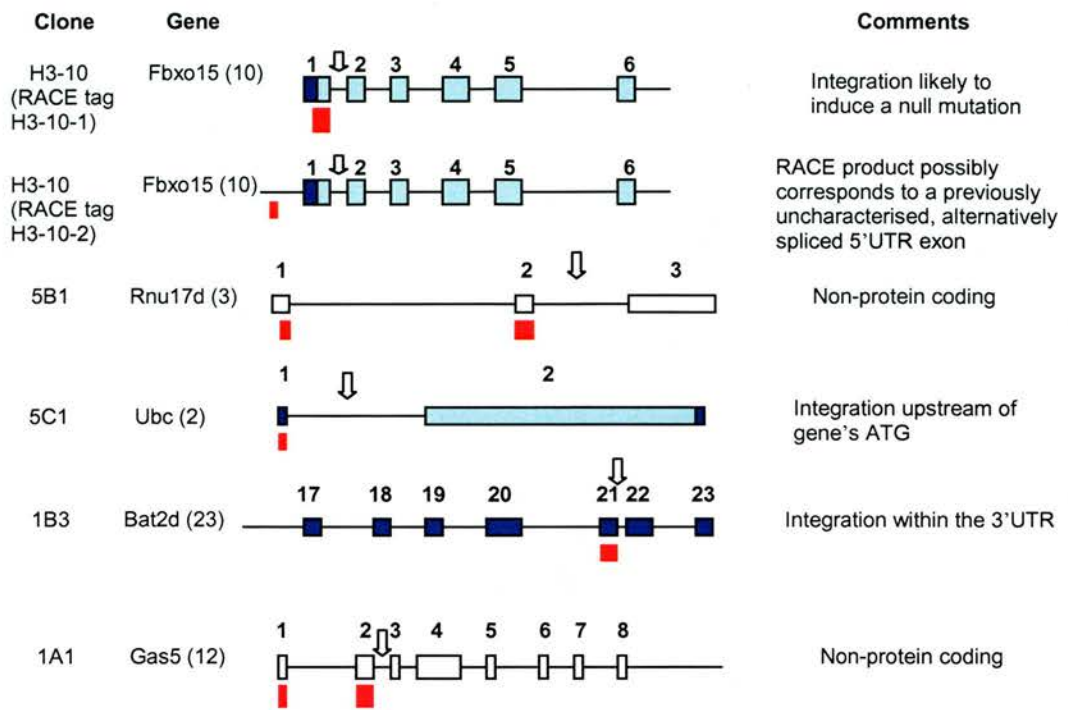 Clone Gene Comments
H3-10
(RACE tag
H3-10-1)
Fbxo15 (10)
1 2 3 4 5 6
Integration likely to
induce a null mutation
H3-10
(RACE tag
H3-10-2)
Fbxo15 (10)
1 2 3 4 5 6
RACE product possibly
corresponds to a previously
uncharacterised, alternatively
spliced 5'UTR exon
5B1
Rnu17d (3)
1 2 3
Non-protein coding
5C1
Ubc (2)
1 2
Integration upstream of
gene's ATG
1B3
Bat2d (23)
17 18 19 20 21 22 23
Integration within the 3'UTR
1A1
Gas5 (12)
1 2 3 4 5 6 7 8
Non-protein coding